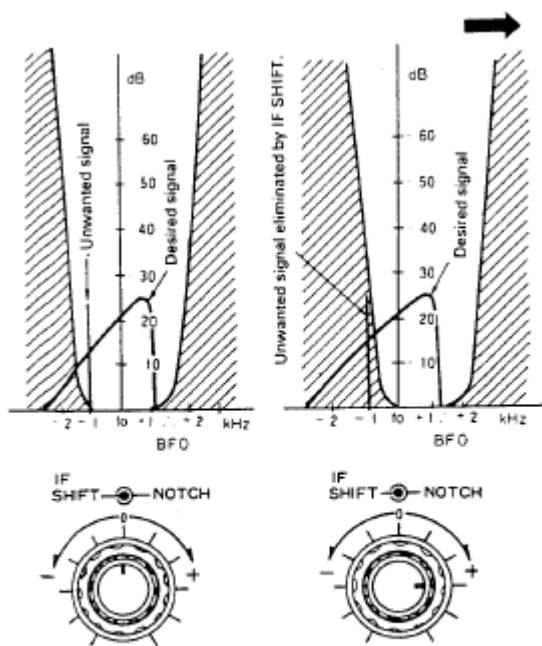 dB
60
50
40
30
20
10
Unwanted signal
Desired signal
-2 -1 fo +1 +2 kHz
BFO
Unwanted signal eliminated by IF SHIFT.
dB
60
50
40
30
20
10
Desired signal
-2 -1 fo +1 +2 kHz
BFO
IF
SHIFT NOTCH
0
- +
IF
SHIFT NOTCH
0
- +